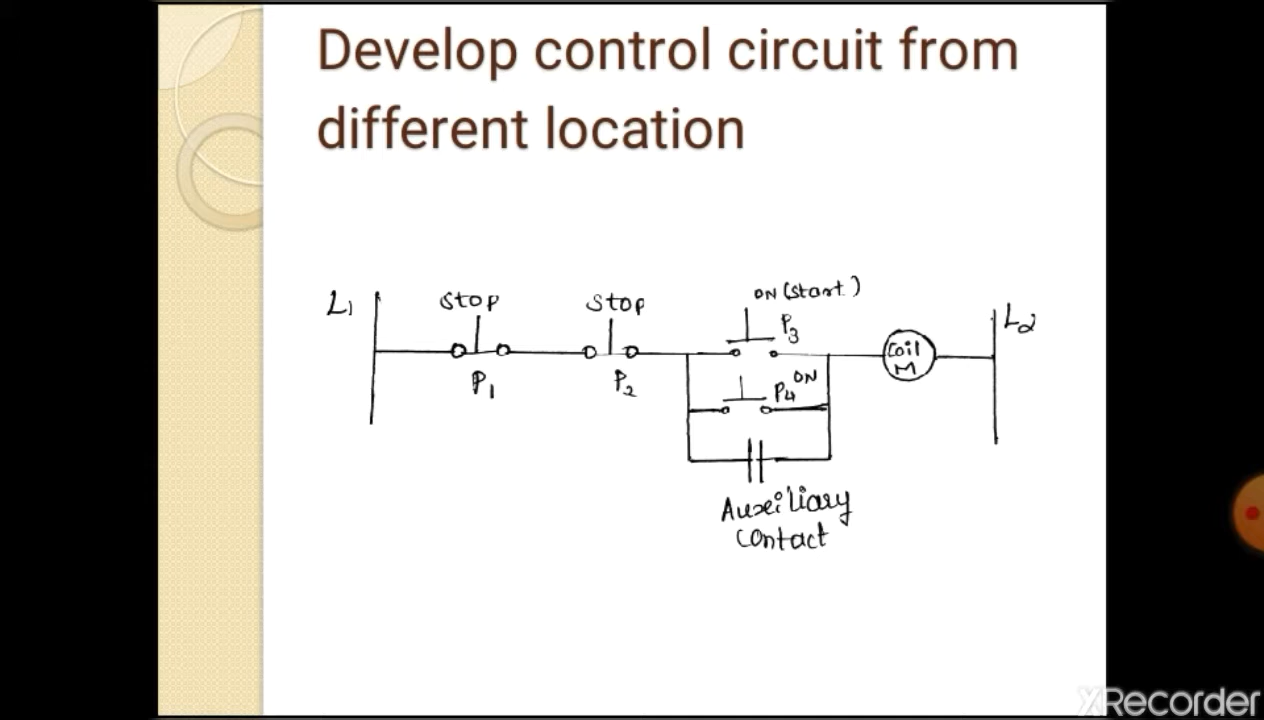 Develop control circuit from
different location
L1 Stop Stop ON (Start) L2
P1 P2 P3 Coil
M
P4 ON
Auxiliary
contact
XRecorder